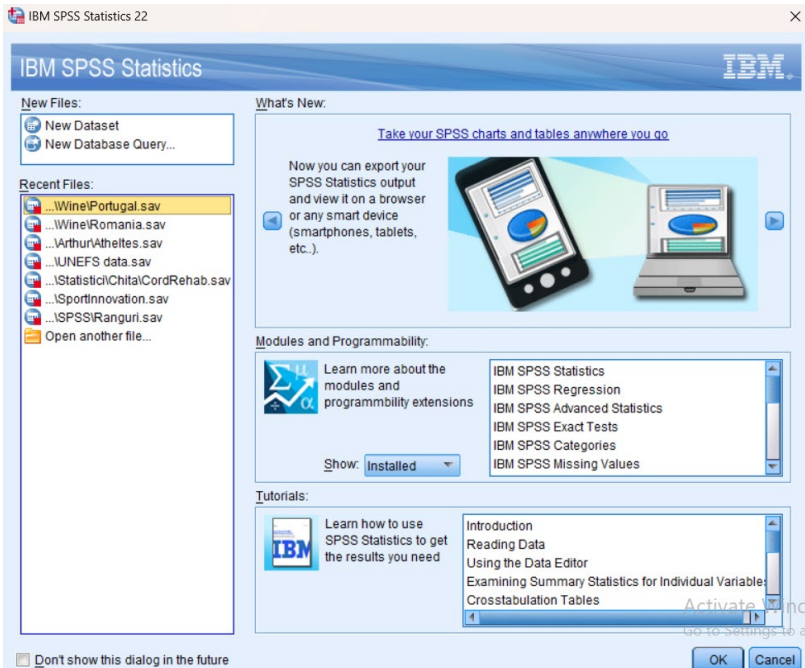 IBM SPSS Statistics 22
IBM SPSS Statistics
IBM
New Files:
New Dataset
New Database Query...
Recent Files:
...\Wine\Portugal.sav
...\Wine\Romania.sav
...\Arthur\Atheltes.sav
...\UNEFS data.sav
...\Statistici\Chita\CordRehab.sav
...\SportInnovation.sav
...\SPSS\Ranguri.sav
Open another file...
What's New:
Take your SPSS charts and tables anywhere you go
Now you can export your
SPSS Statistics output
and view it on a browser
or any smart device
(smartphones, tablets,
etc..).
Modules and Programmability:
Learn more about the
modules and
programmbility extensions
Show: Installed
IBM SPSS Statistics
IBM SPSS Regression
IBM SPSS Advanced Statistics
IBM SPSS Exact Tests
IBM SPSS Categories
IBM SPSS Missing Values
Tutorials:
IBM
Learn how to use
SPSS Statistics to get
the results you need
Introduction
Reading Data
Using the Data Editor
Examining Summary Statistics for Individual Variables
Crosstabulation Tables
Activate Winc
Go to Settings to a
Don't show this dialog in the future
OK
Cancel